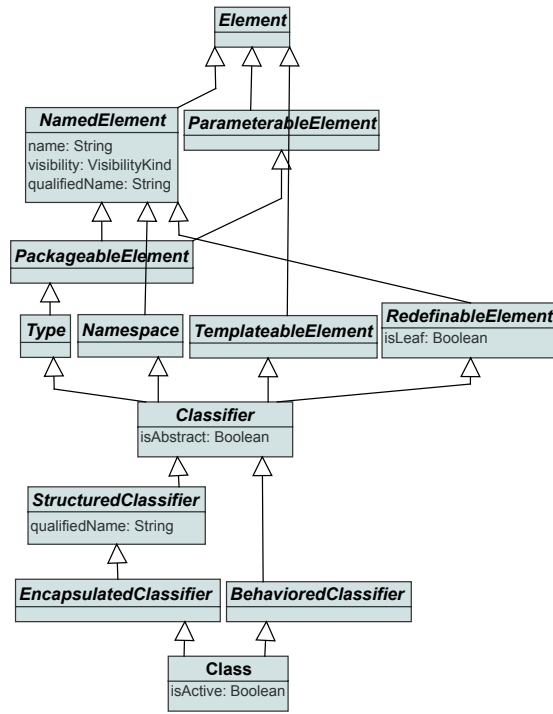 Element
NamedElement
name: String
visibility: VisibilityKind
qualifiedName: String
ParameterableElement
PackageableElement
Type
Namespace
TemplateableElement
RedefinableElement
isLeaf: Boolean
Classifier
isAbstract: Boolean
StructuredClassifier
qualifiedName: String
EncapsulatedClassifier
BehavioredClassifier
Class
isActive: Boolean